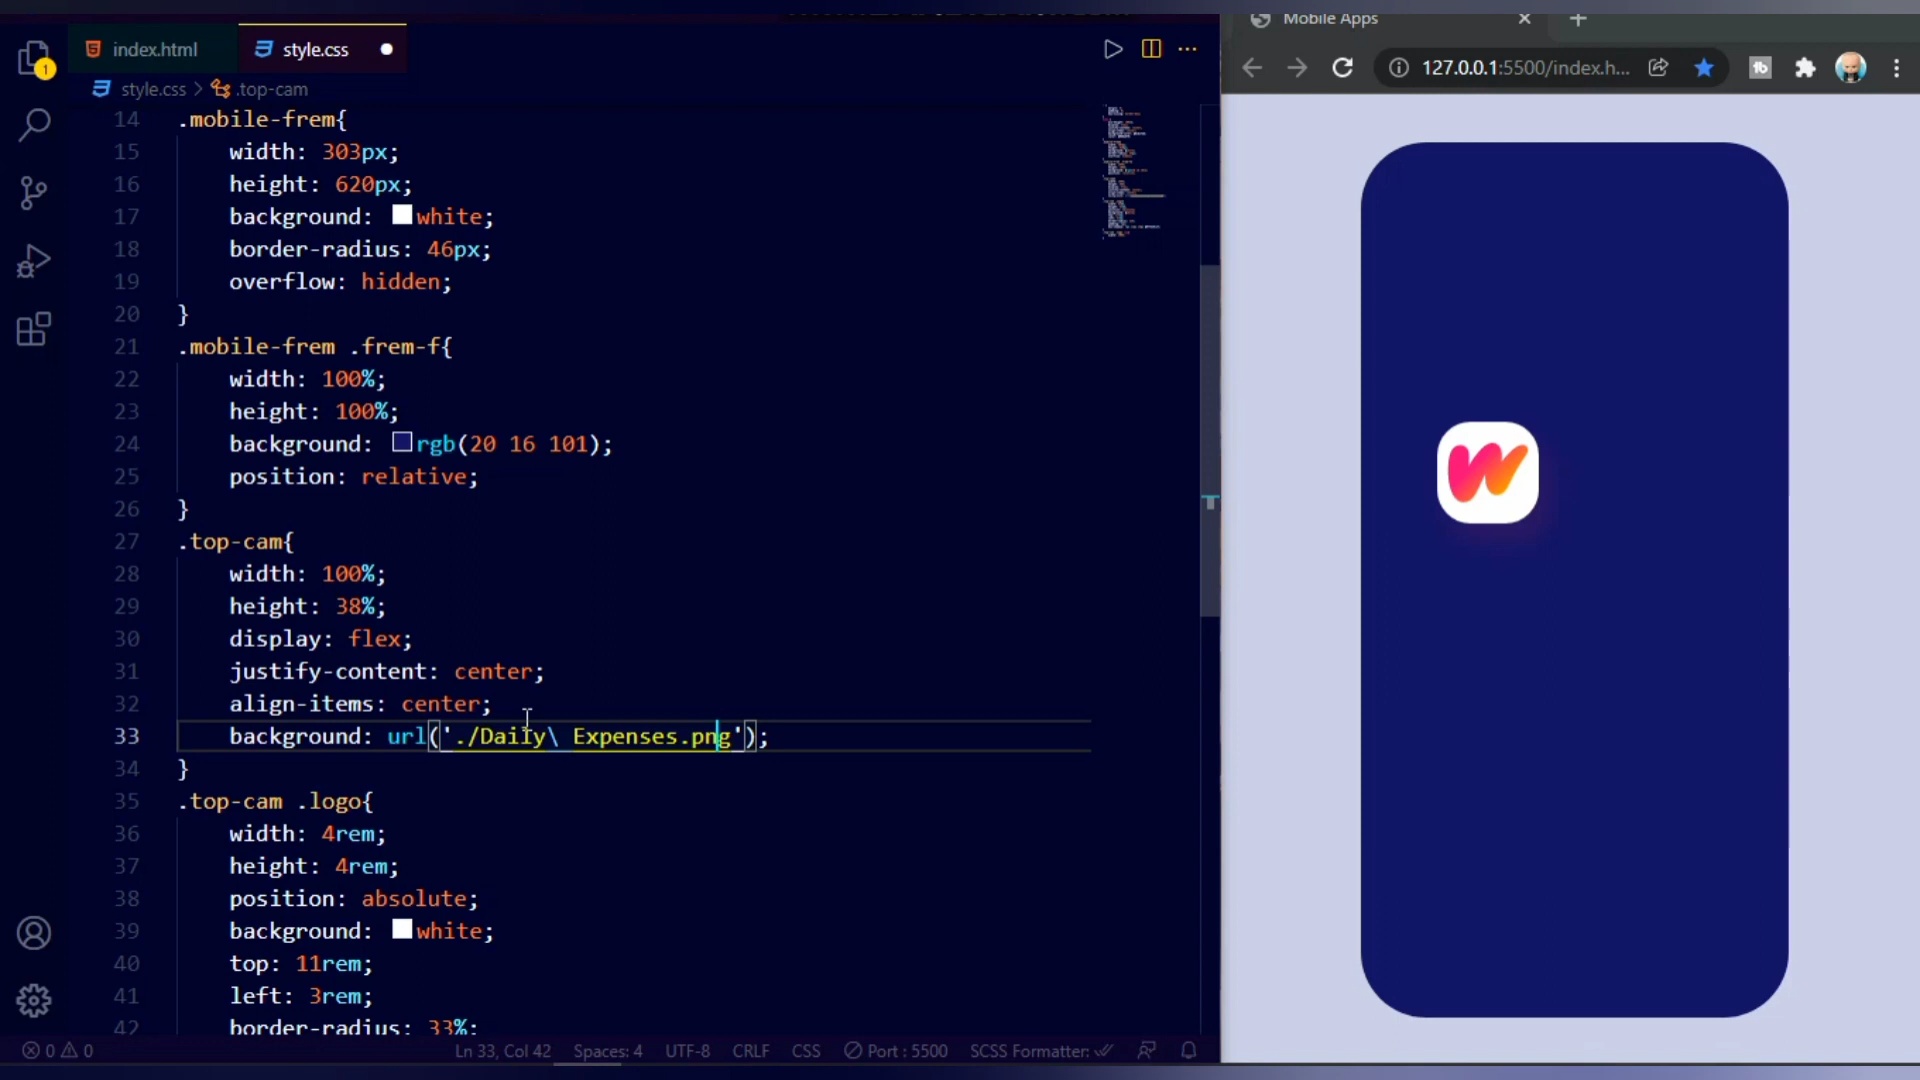 index.html
style.css
Mobile Apps
127.0.0.1:5500/index.h...
style.css > .top-cam
1
14 .mobile-frem{
15 width: 303px;
16 height: 620px;
17 background: white;
18 border-radius: 46px;
19 overflow: hidden;
20 }
21 .mobile-frem .frem-f{
22 width: 100%;
23 height: 100%;
24 background: rgb(20 16 101);
25 position: relative;
26 }
27 .top-cam{
28 width: 100%;
29 height: 38%;
30 display: flex;
31 justify-content: center;
32 align-items: center;
33 background: url('./Daily\ Expenses.png');
34 }
35 .top-cam .logo{
36 width: 4rem;
37 height: 4rem;
38 position: absolute;
39 background: white;
40 top: 11rem;
41 left: 3rem;
42 border-radius: 33%;
W
0 0 Ln 33, Col 42 Spaces: 4 UTF-8 CRLF CSS Port : 5500 SCSS Formatter: